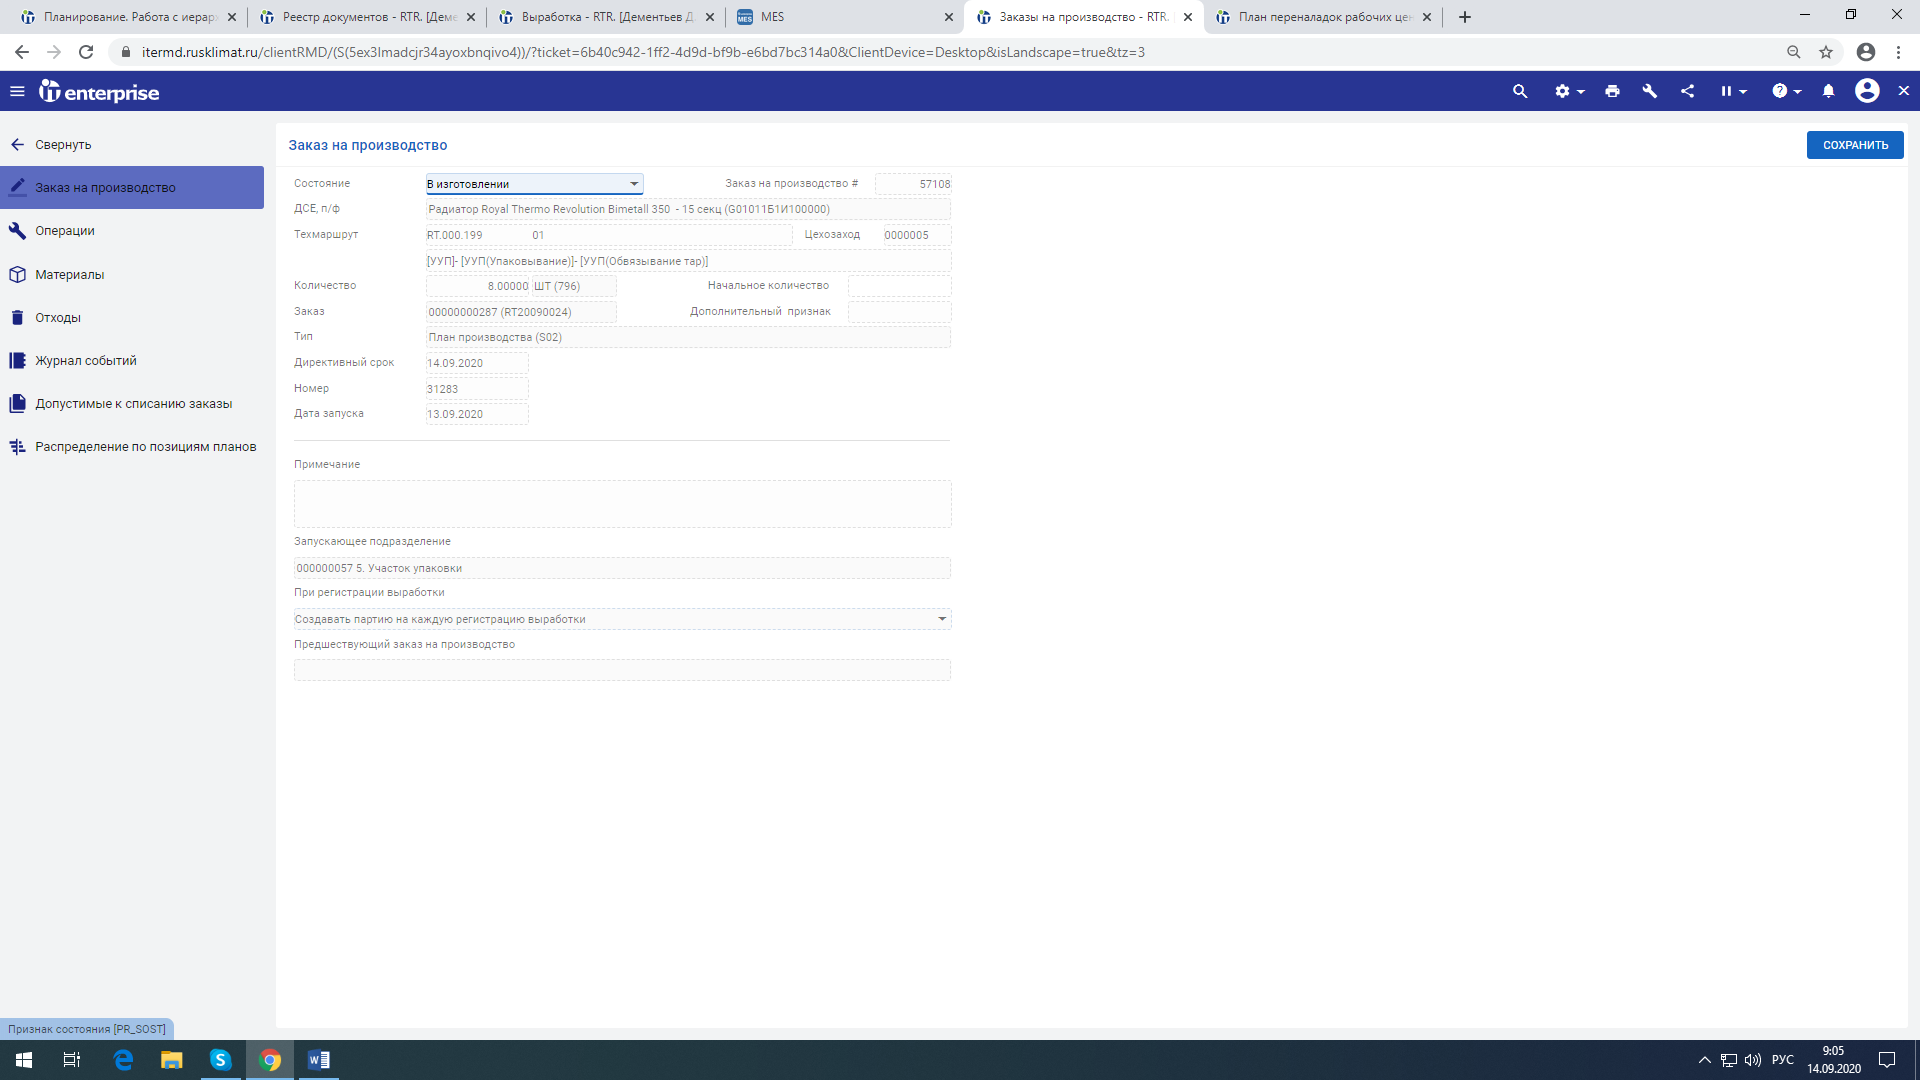 Планирование. Работа с иерар
Реестр документов - RTR. [Деме
Выработка - RTR. [Дементьев Д
MES
MES
Заказы на производство - RTR.
План переналадок рабочих цен
itermd.rusklimat.ru/clientRMD/(S(5ex3lmadcjr34ayoxbnqivo4))/?ticket=6b40c942-1ff2-4d9d-bf9b-e6bd7bc314a0&ClientDevice=Desktop&isLandscape=true&tz=3
it enterprise
Свернуть
Заказ на производство
Операции
Материалы
Отходы
Журнал событий
Допустимые к списанию заказы
Распределение по позициям планов
Заказ на производство
СОХРАНИТЬ
Состояние В изготовлении Заказ на производство # 57108
ДСЕ, п/ф Радиатор Royal Thermo Revolution Bimetall 350 - 15 секц (G01011Б1И100000)
Техмаршрут RT.000.199 01 Цехозаход 0000005
[УУП]- [УУП(Упаковывание)]- [УУП(Обвязывание тар)]
Количество 8.00000 ШТ (796) Начальное количество
Заказ 00000000287 (RT20090024) Дополнительный признак
Тип План производства (S02)
Директивный срок 14.09.2020
Номер 31283
Дата запуска 13.09.2020
Примечание
Запускающее подразделение
000000057 5. Участок упаковки
При регистрации выработки
Создавать партию на каждую регистрацию выработки
Предшествующий заказ на производство
Признак состояния [PR_SOST]
РУС
9:05
14.09.2020